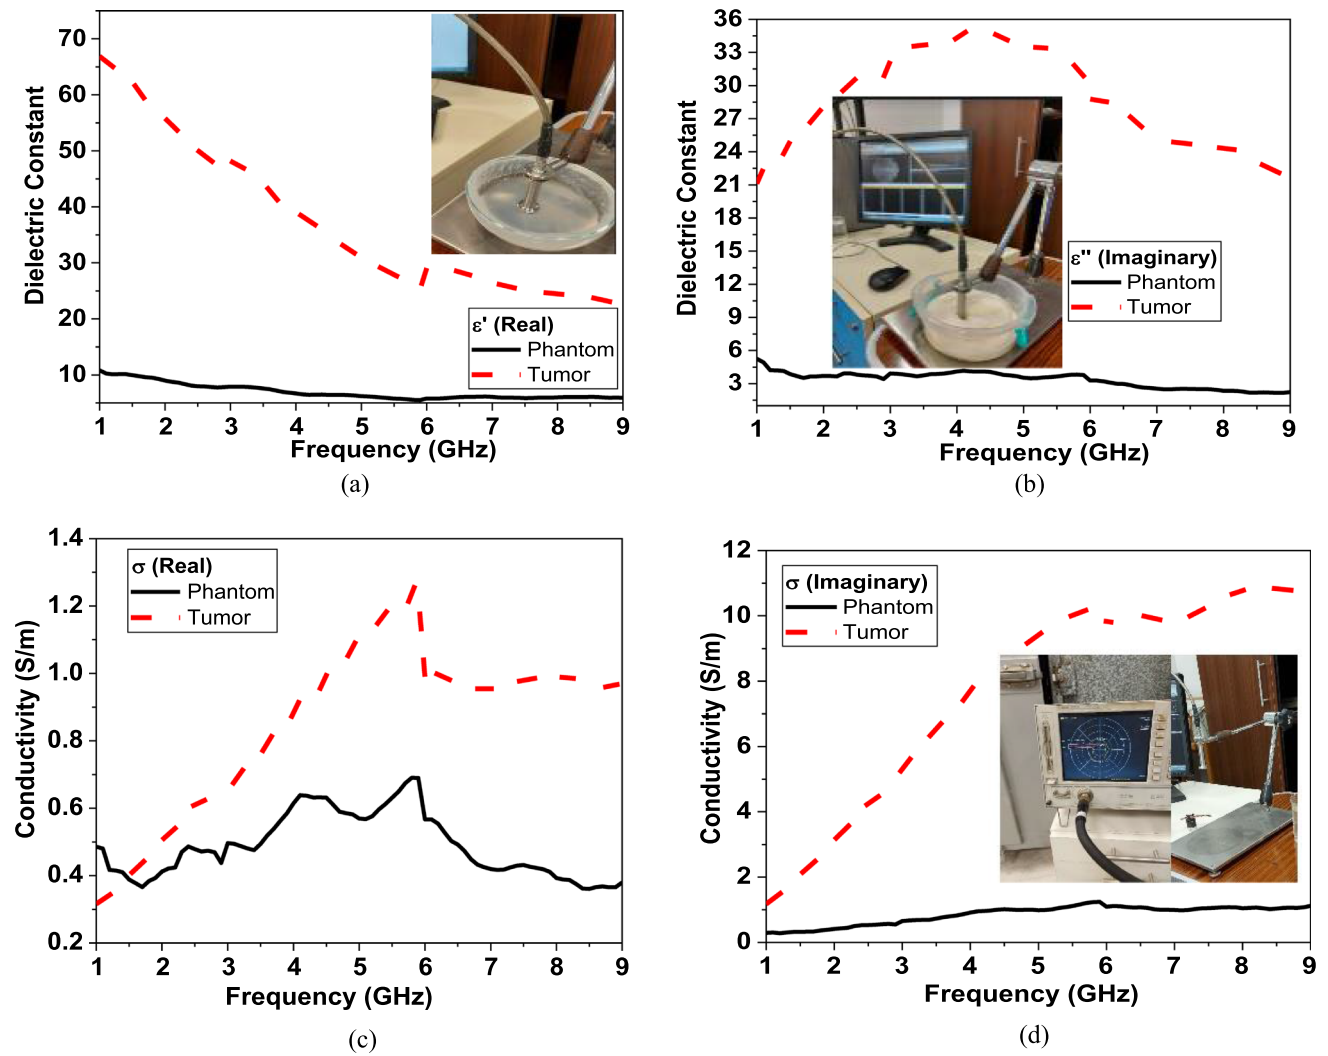 70
60
50
40
30
20
10
Dielectric Constant
ε' (Real)
Phantom
Tumor
1 2 3 4 5 6 7 8 9
Frequency (GHz)
(a)
36
33
30
27
24
21
18
15
12
9
6
3
Dielectric Constant
ε" (Imaginary)
Phantom
Tumor
1 2 3 4 5 6 7 8 9
Frequency (GHz)
(b)
1.4
1.2
1.0
0.8
0.6
0.4
0.2
Conductivity (S/m)
σ (Real)
Phantom
Tumor
1 2 3 4 5 6 7 8 9
Frequency (GHz)
(c)
12
10
8
6
4
2
0
Conductivity (S/m)
σ (Imaginary)
Phantom
Tumor
1 2 3 4 5 6 7 8 9
Frequency (GHz)
(d)